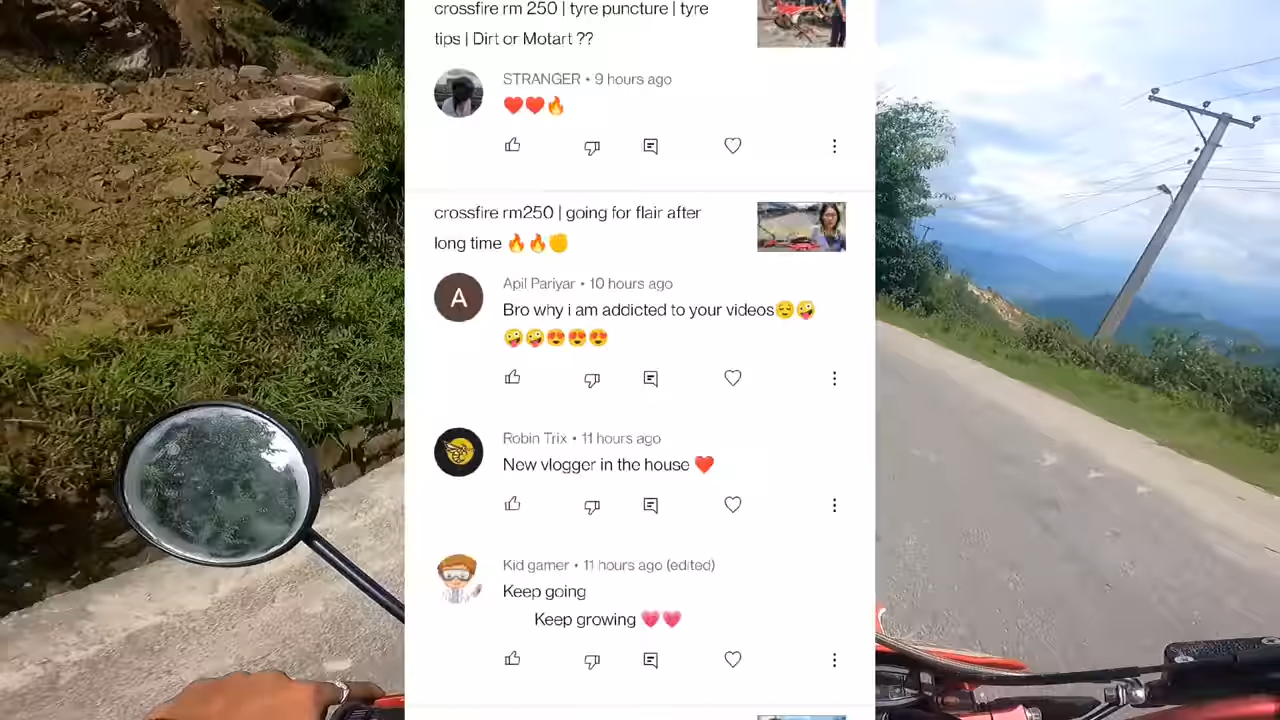 crossfire rm 250 | tyre puncture | tyre
tips | Dirt or Motart ??
STRANGER • 9 hours ago
♥️♥️🔥
crossfire rm250 | going for flair after
long time 🔥🔥✊
A
Apil Pariyar • 10 hours ago
Bro why i am addicted to your videos😌🤪
🤪🤪😍😍😍
Robin Trix • 11 hours ago
New vlogger in the house ♥️
Kid gamer • 11 hours ago (edited)
Keep going
Keep growing 💗💗